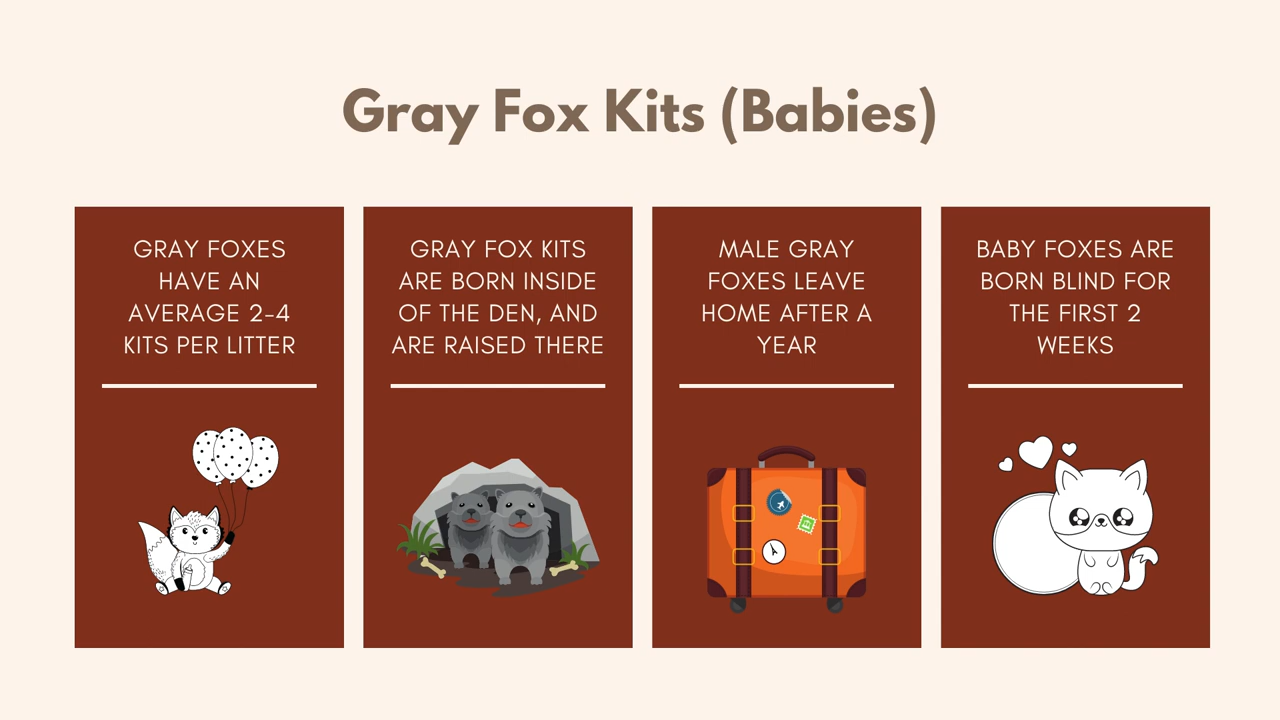 Gray Fox Kits (Babies)
GRAY FOXES
HAVE AN
AVERAGE 2-4
KITS PER LITTER
GRAY FOX KITS
ARE BORN INSIDE
OF THE DEN, AND
ARE RAISED THERE
MALE GRAY
FOXES LEAVE
HOME AFTER A
YEAR
BABY FOXES ARE
BORN BLIND FOR
THE FIRST 2
WEEKS